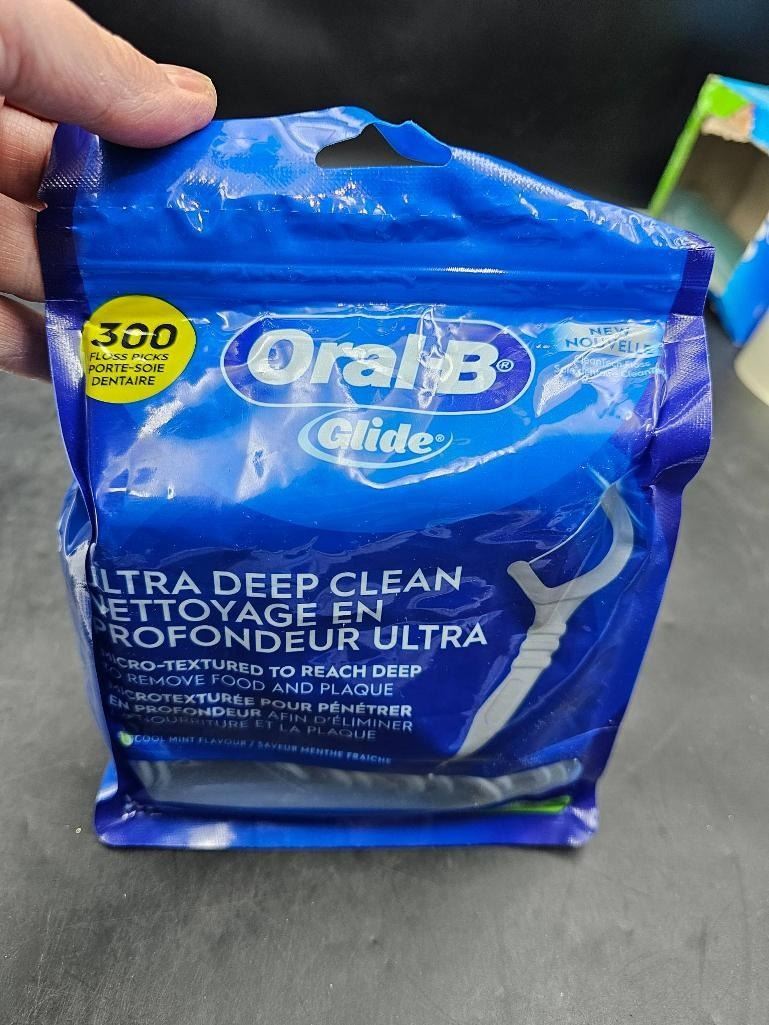 300
FLOSS PICKS
PORTE-SOIE
DENTAIRE
Oral-B®
Glide®
NEW!
NOUVELLE
ULTRA DEEP CLEAN
NETTOYAGE EN
PROFONDEUR ULTRA
MICRO-TEXTURED TO REACH DEEP
TO REMOVE FOOD AND PLAQUE
MICROTEXTURÉE POUR PÉNÉTRER
EN PROFONDEUR AFIN D'ÉLIMINER
NOURRITURE ET LA PLAQUE
COOL MINT FLAVOUR / SAVEUR MENTHE FRAICHE